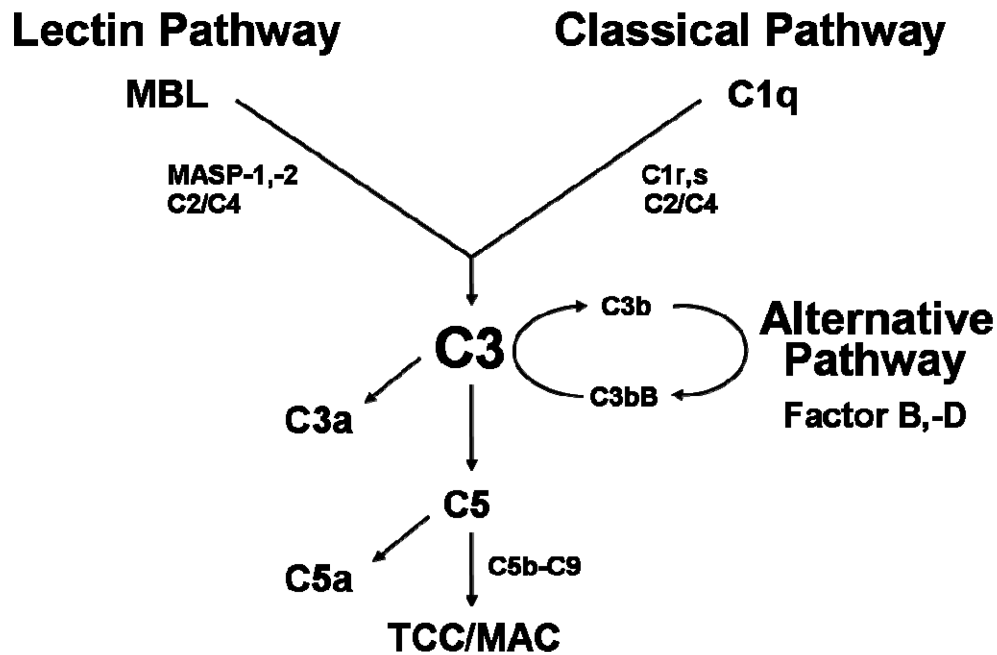 Lectin Pathway
Classical Pathway
MBL
C1q
MASP-1,-2
C2/C4
C1r,s
C2/C4
C3
C3b
C3bB
Alternative
Pathway
Factor B,-D
C3a
C5
C5a
C5b-C9
TCC/MAC